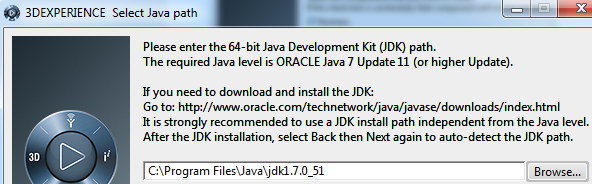 3DEXPERIENCE Select Java path
Please enter the 64-bit Java Development Kit (JDK) path.
The required Java level is ORACLE Java 7 Update 11 (or higher Update).
If you need to download and install the JDK:
Go to: http://www.oracle.com/technetwork/java/javase/downloads/index.html
It is strongly recommended to use a JDK install path independent from the Java level.
After the JDK installation, select Back then Next again to auto-detect the JDK path.
3D
C:\Program Files\Java\jdk1.7.0_51
Browse...